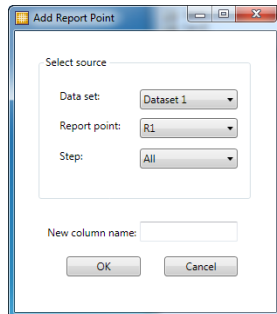 Add Report Point
Select source
Data set: Dataset 1
Report point: R1
Step: All
New column name:
OK Cancel